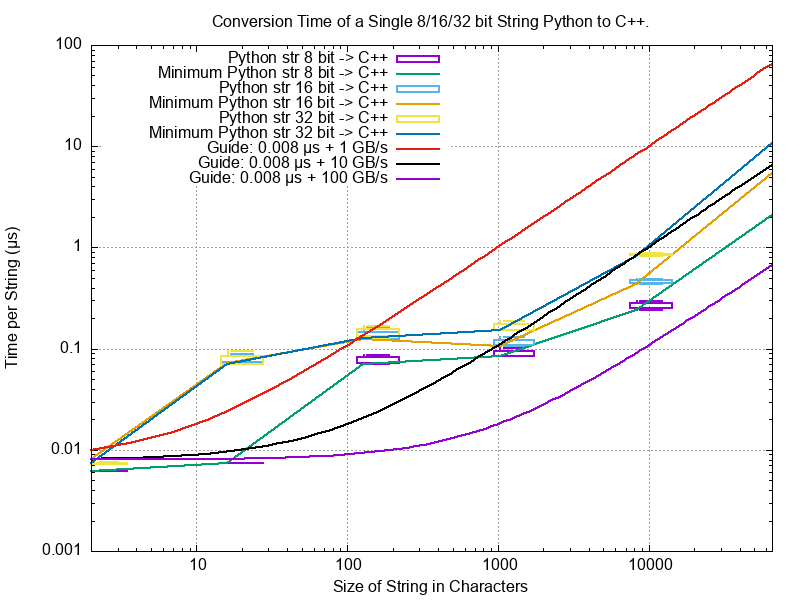 Conversion Time of a Single 8/16/32 bit String Python to C++.
Python str 8 bit -> C++
Minimum Python str 8 bit -> C++
Python str 16 bit -> C++
Minimum Python str 16 bit -> C++
Python str 32 bit -> C++
Minimum Python str 32 bit -> C++
Guide: 0.008 µs + 1 GB/s
Guide: 0.008 µs + 10 GB/s
Guide: 0.008 µs + 100 GB/s
Time per String (µs)
100
10
1
0.1
0.01
0.001
10 100 1000 10000
Size of String in Characters